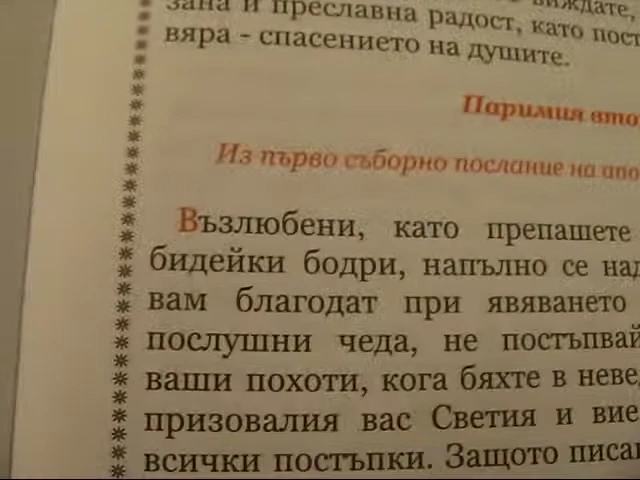 зана и преславна радост, като пост
вяра - спасението на душите.
Паримия вто
Из първо съборно послание на апо
Възлюбени, като препашете
бидейки бодри, напълно се над
вам благодат при явяването
послушни чеда, не постъпвай
ваши похоти, кога бяхте в неве
призовалия вас Светия и вие
всички постъпки. Защото писа